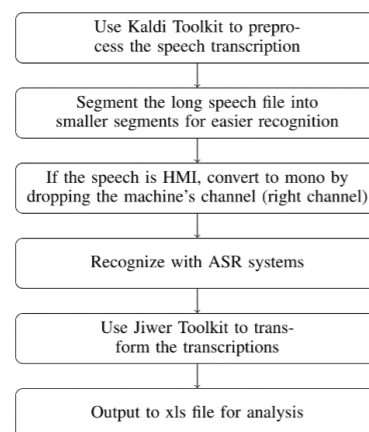 Use Kaldi Toolkit to prepro-
cess the speech transcription
Segment the long speech file into
smaller segments for easier recognition
If the speech is HMI, convert to mono by
dropping the machine's channel (right channel)
Recognize with ASR systems
Use Jiwer Toolkit to trans-
form the transcriptions
Output to xls file for analysis